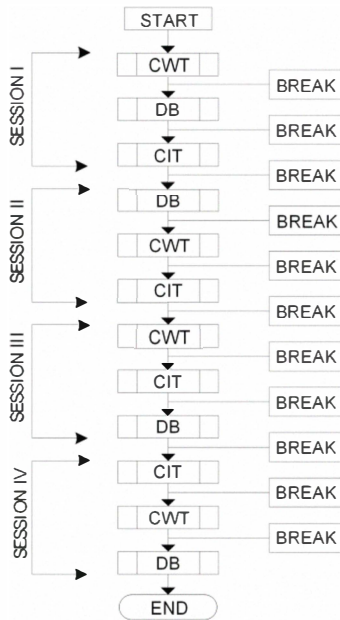 START
SESSION I
CWT
BREAK
DB
BREAK
CIT
BREAK
SESSION II
DB
BREAK
CWT
BREAK
CIT
BREAK
SESSION III
CWT
BREAK
CIT
BREAK
DB
BREAK
SESSION IV
CIT
BREAK
CWT
BREAK
DB
END